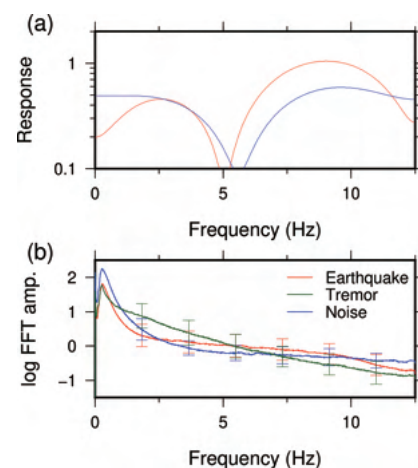 (a)
Response
1
0.1
0
5
10
Frequency (Hz)
(b)
log FFT amp.
2
1
0
−1
Earthquake
Tremor
Noise
0
5
10
Frequency (Hz)